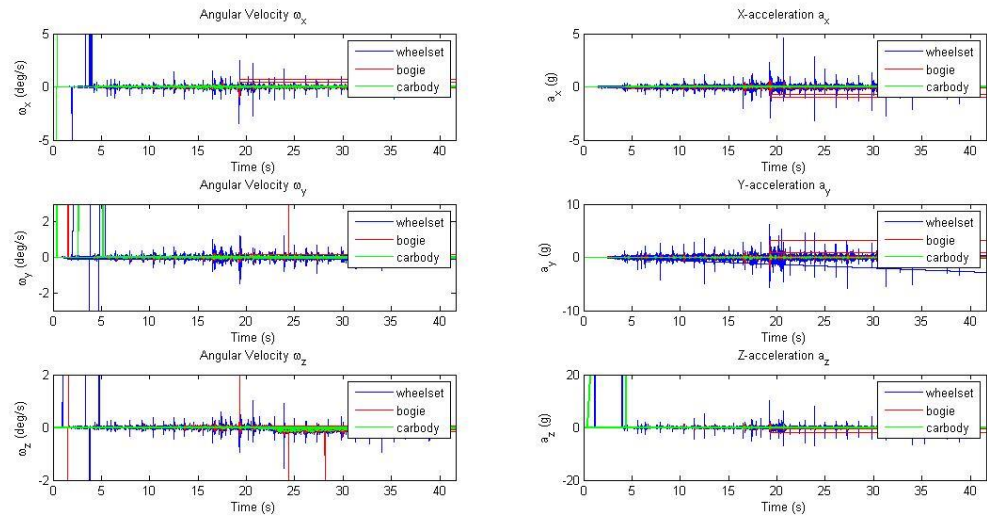 Angular Velocity ωx
ωx (deg/s)
5
0
-5
0 5 10 15 20 25 30 35 40
Time (s)
wheelset
bogie
carbody
X-acceleration ax
ax (g)
5
0
-5
0 5 10 15 20 25 30 35 40
Time (s)
wheelset
bogie
carbody
Angular Velocity ωy
ωy (deg/s)
2
0
-2
0 5 10 15 20 25 30 35 40
Time (s)
wheelset
bogie
carbody
Y-acceleration ay
ay (g)
10
0
-10
0 5 10 15 20 25 30 35 40
Time (s)
wheelset
bogie
carbody
Angular Velocity ωz
ωz (deg/s)
2
0
-2
0 5 10 15 20 25 30 35 40
Time (s)
wheelset
bogie
carbody
Z-acceleration az
az (g)
20
0
-20
0 5 10 15 20 25 30 35 40
Time (s)
wheelset
bogie
carbody